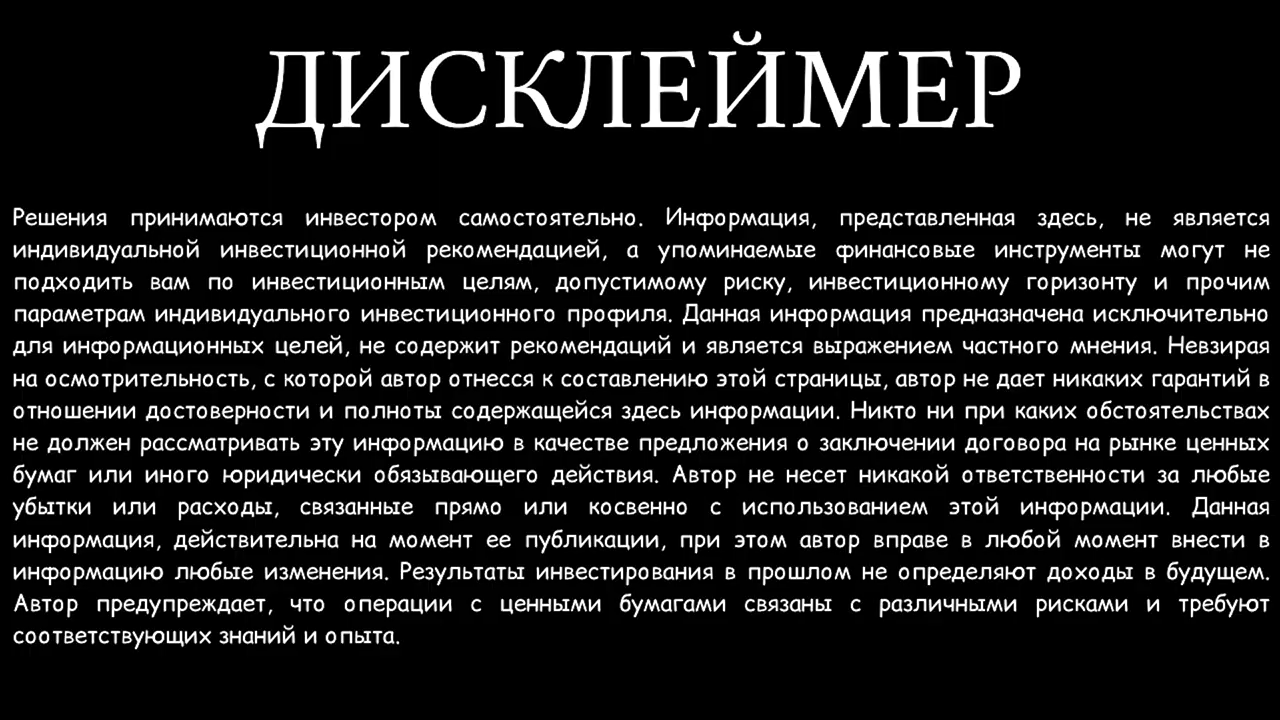 ДИСКЛЕЙМЕР
Решения принимаются инвестором самостоятельно. Информация, представленная здесь, не является
индивидуальной инвестиционной рекомендацией, а упоминаемые финансовые инструменты могут не
подходить вам по инвестиционным целям, допустимому риску, инвестиционному горизонту и прочим
параметрам индивидуального инвестиционного профиля. Данная информация предназначена исключительно
для информационных целей, не содержит рекомендаций и является выражением частного мнения. Невзирая
на осмотрительность, с которой автор отнесся к составлению этой страницы, автор не дает никаких гарантий в
отношении достоверности и полноты содержащейся здесь информации. Никто ни при каких обстоятельствах
не должен рассматривать эту информацию в качестве предложения о заключении договора на рынке ценных
бумаг или иного юридически обязывающего действия. Автор не несет никакой ответственности за любые
убытки или расходы, связанные прямо или косвенно с использованием этой информации. Данная
информация, действительна на момент ее публикации, при этом автор вправе в любой момент внести в
информацию любые изменения. Результаты инвестирования в прошлом не определяют доходы в будущем.
Автор предупреждает, что операции с ценными бумагами связаны с различными рисками и требуют
соответствующих знаний и опыта.